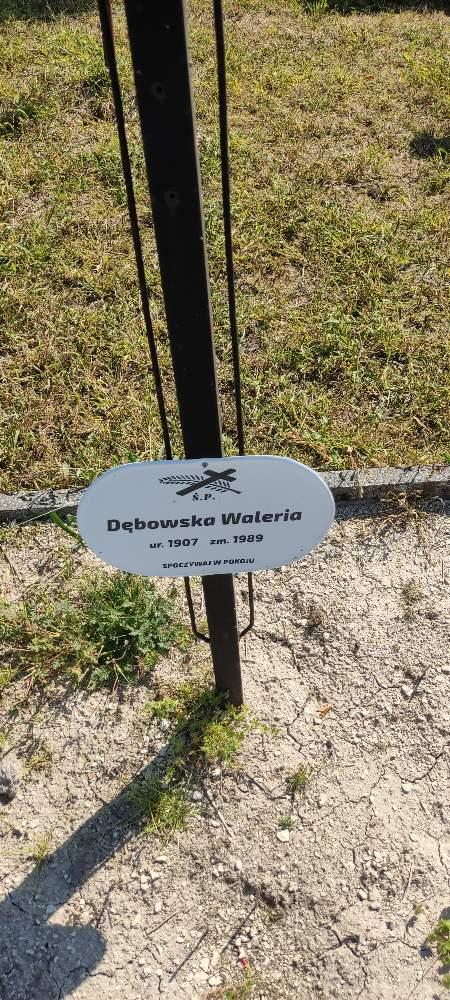 Ś.P.
Dębowska Waleria
ur. 1907 zm. 1989
SPOCZYWAJ W POKOJU